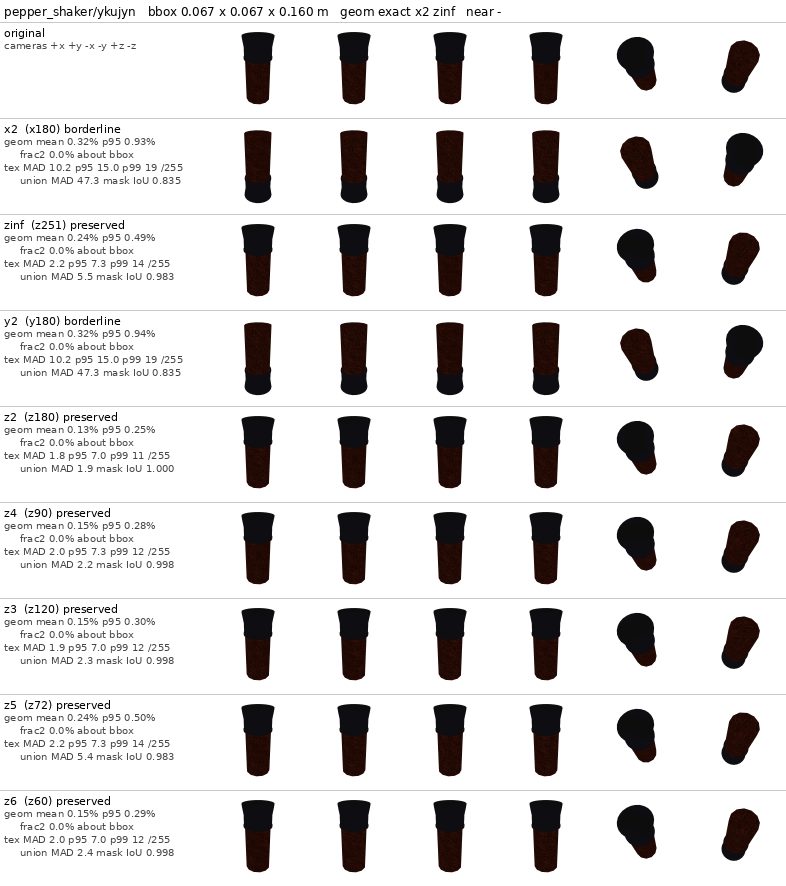 pepper_shaker/ykujyn bbox 0.067 x 0.067 x 0.160 m geom exact x2 zinf near -
original
cameras +x +y -x -y +z -z
x2 (x180) borderline
geom mean 0.32% p95 0.93%
frac2 0.0% about bbox
tex MAD 10.2 p95 15.0 p99 19 /255
union MAD 47.3 mask IoU 0.835
zinf (z251) preserved
geom mean 0.24% p95 0.49%
frac2 0.0% about bbox
tex MAD 2.2 p95 7.3 p99 14 /255
union MAD 5.5 mask IoU 0.983
y2 (y180) borderline
geom mean 0.32% p95 0.94%
frac2 0.0% about bbox
tex MAD 10.2 p95 15.0 p99 19 /255
union MAD 47.3 mask IoU 0.835
z2 (z180) preserved
geom mean 0.13% p95 0.25%
frac2 0.0% about bbox
tex MAD 1.8 p95 7.0 p99 11 /255
union MAD 1.9 mask IoU 1.000
z4 (z90) preserved
geom mean 0.15% p95 0.28%
frac2 0.0% about bbox
tex MAD 2.0 p95 7.3 p99 12 /255
union MAD 2.2 mask IoU 0.998
z3 (z120) preserved
geom mean 0.15% p95 0.30%
frac2 0.0% about bbox
tex MAD 1.9 p95 7.0 p99 12 /255
union MAD 2.3 mask IoU 0.998
z5 (z72) preserved
geom mean 0.24% p95 0.50%
frac2 0.0% about bbox
tex MAD 2.2 p95 7.3 p99 14 /255
union MAD 5.4 mask IoU 0.983
z6 (z60) preserved
geom mean 0.15% p95 0.29%
frac2 0.0% about bbox
tex MAD 2.0 p95 7.0 p99 12 /255
union MAD 2.4 mask IoU 0.998